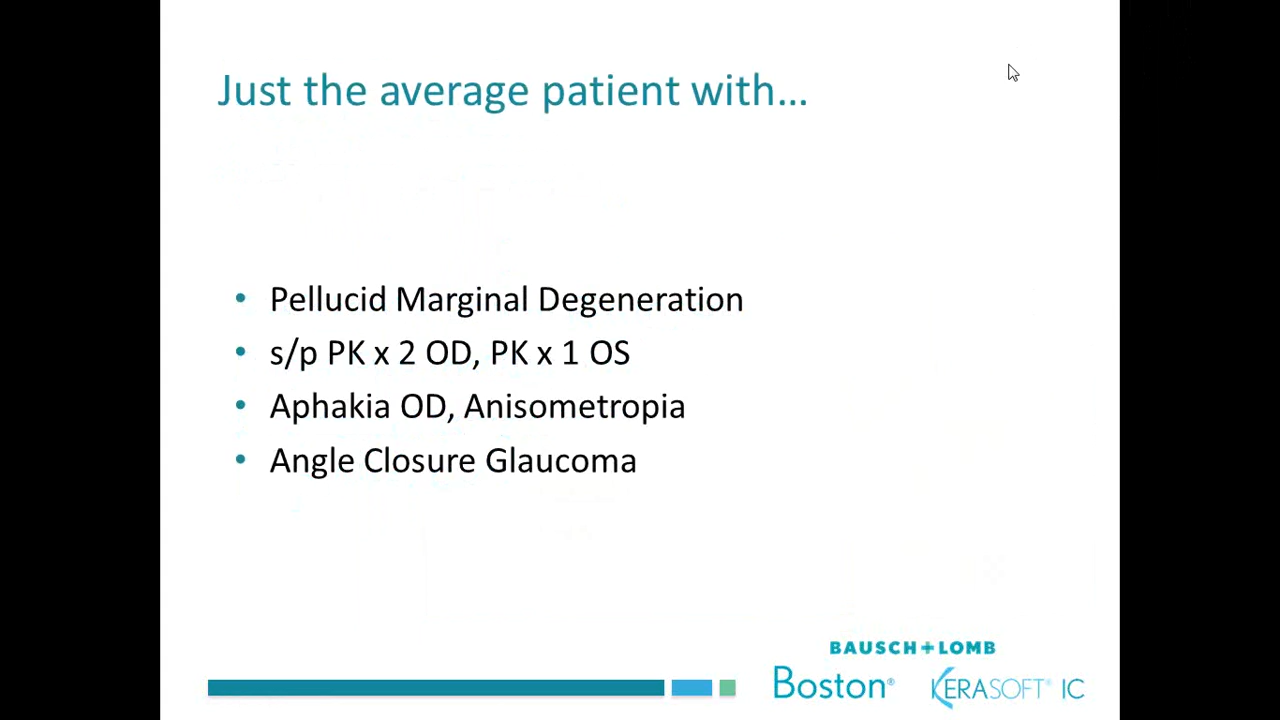 Just the average patient with...
• Pellucid Marginal Degeneration
• s/p PK x 2 OD, PK x 1 OS
• Aphakia OD, Anisometropia
• Angle Closure Glaucoma
BAUSCH+LOMB
Boston® KERASOFT® IC